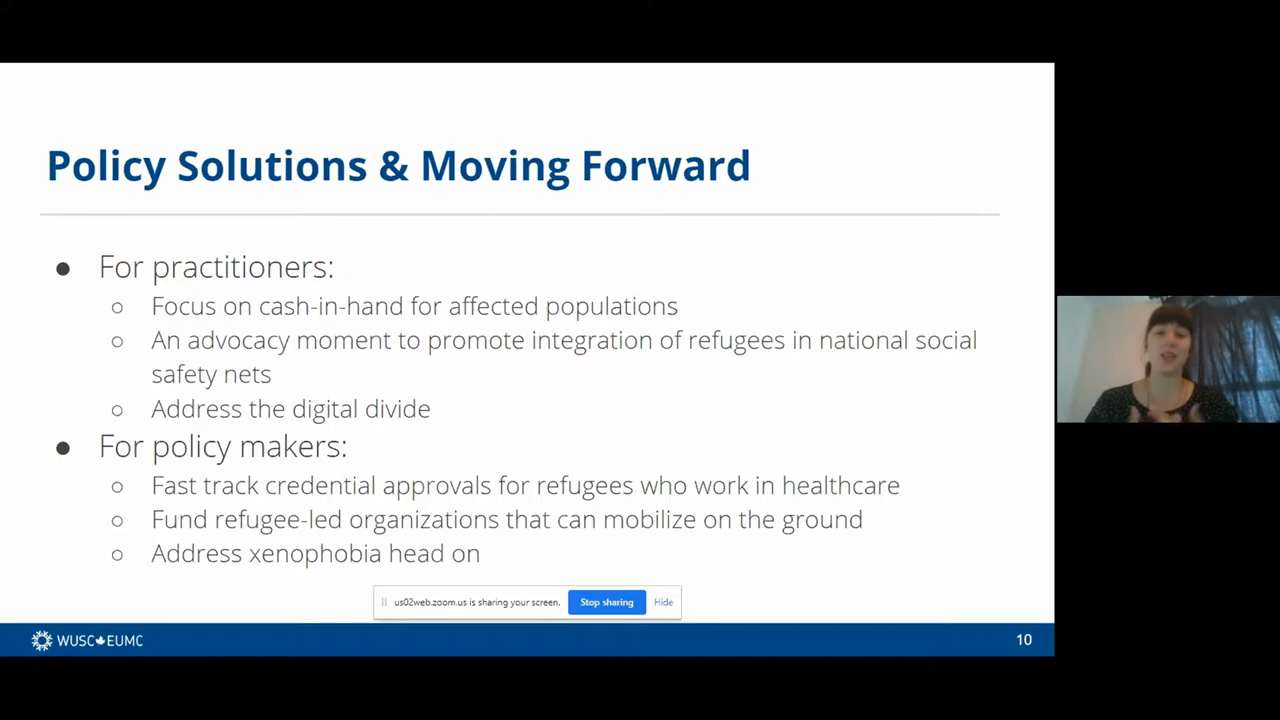 Policy Solutions & Moving Forward
● For practitioners:
○ Focus on cash-in-hand for affected populations
○ An advocacy moment to promote integration of refugees in national social
safety nets
○ Address the digital divide
● For policy makers:
○ Fast track credential approvals for refugees who work in healthcare
○ Fund refugee-led organizations that can mobilize on the ground
○ Address xenophobia head on
us02web.zoom.us is sharing your screen. Stop sharing Hide
WUSC EUMC 10